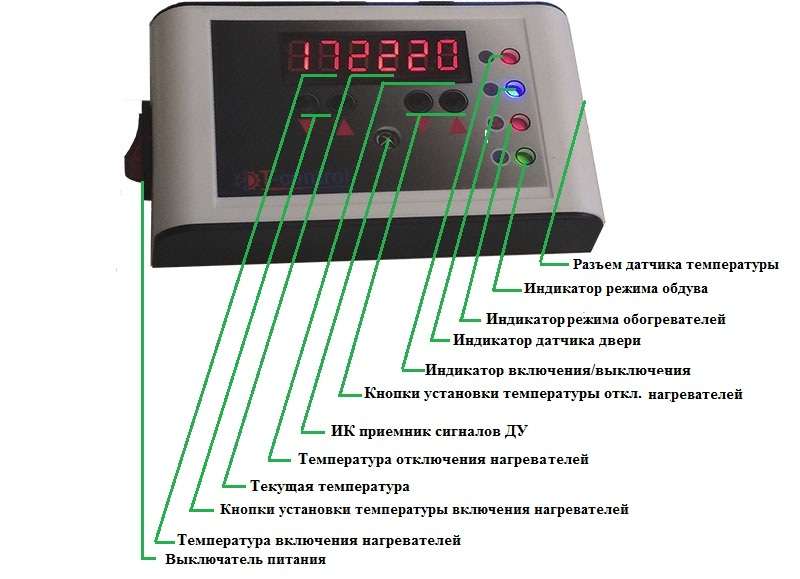 172220
control
Разъем датчика температуры
Индикатор режима обдува
Индикатор режима обогревателей
Индикатор датчика двери
Индикатор включения/выключения
Кнопки установки температуры откл. нагревателей
ИК приемник сигналов ДУ
Температура отключения нагревателей
Текущая температура
Кнопки установки температуры включения нагревателей
Температура включения нагревателей
Выключатель питания